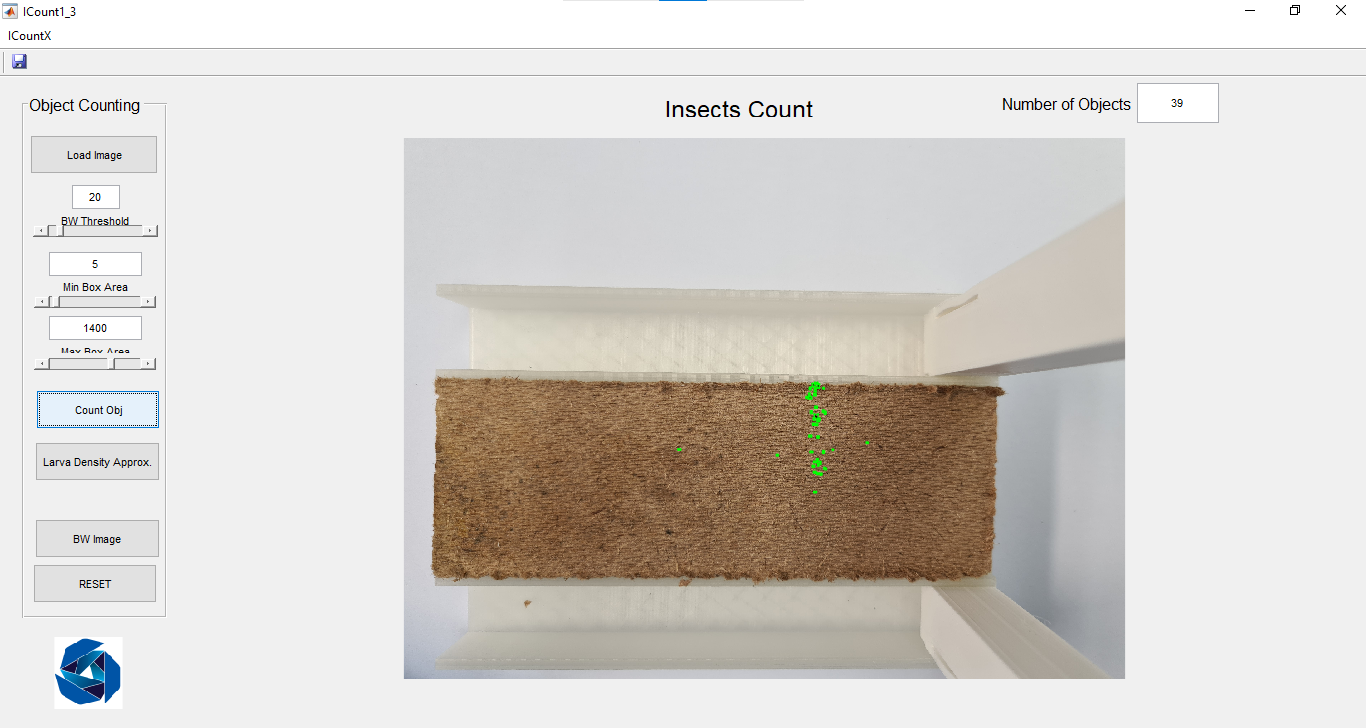 ICount1_3
ICountX
Object Counting
Load Image
20
BW Threshold
5
Min Box Area
1400
Max Box Area
Count Obj
Larva Density Approx.
BW Image
RESET
Insects Count
Number of Objects
39